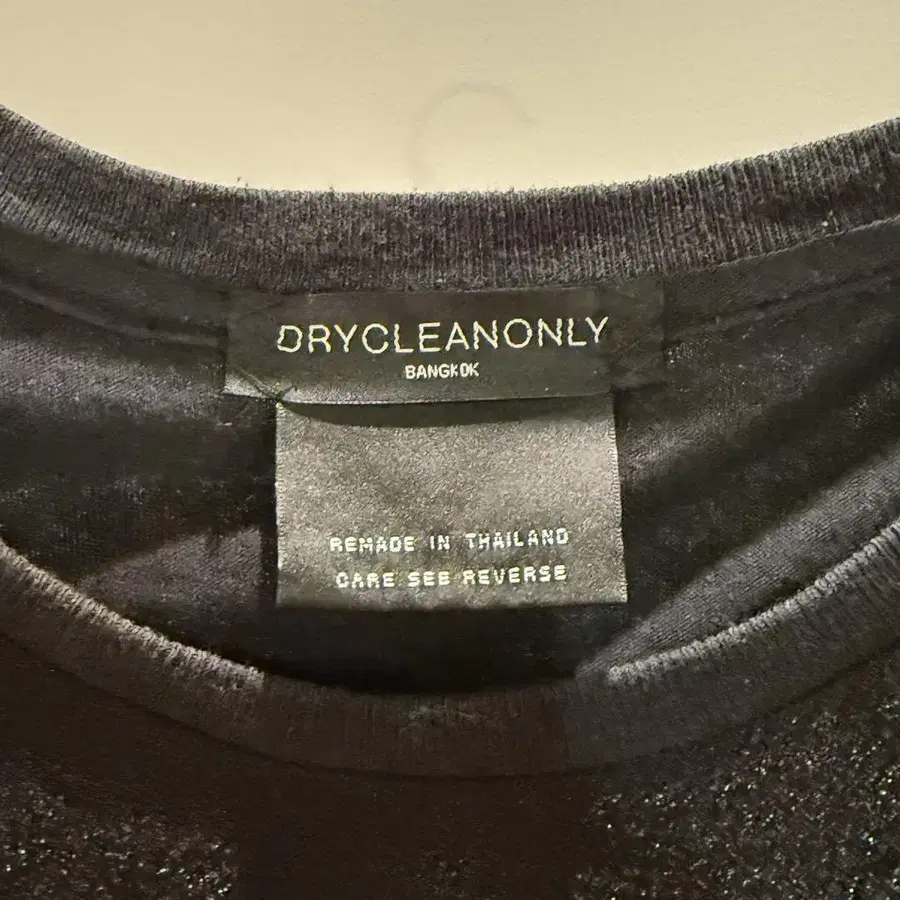 DRYCLEANONLY
BANGKOK
REMADE IN THAILAND
CARE SEE REVERSE